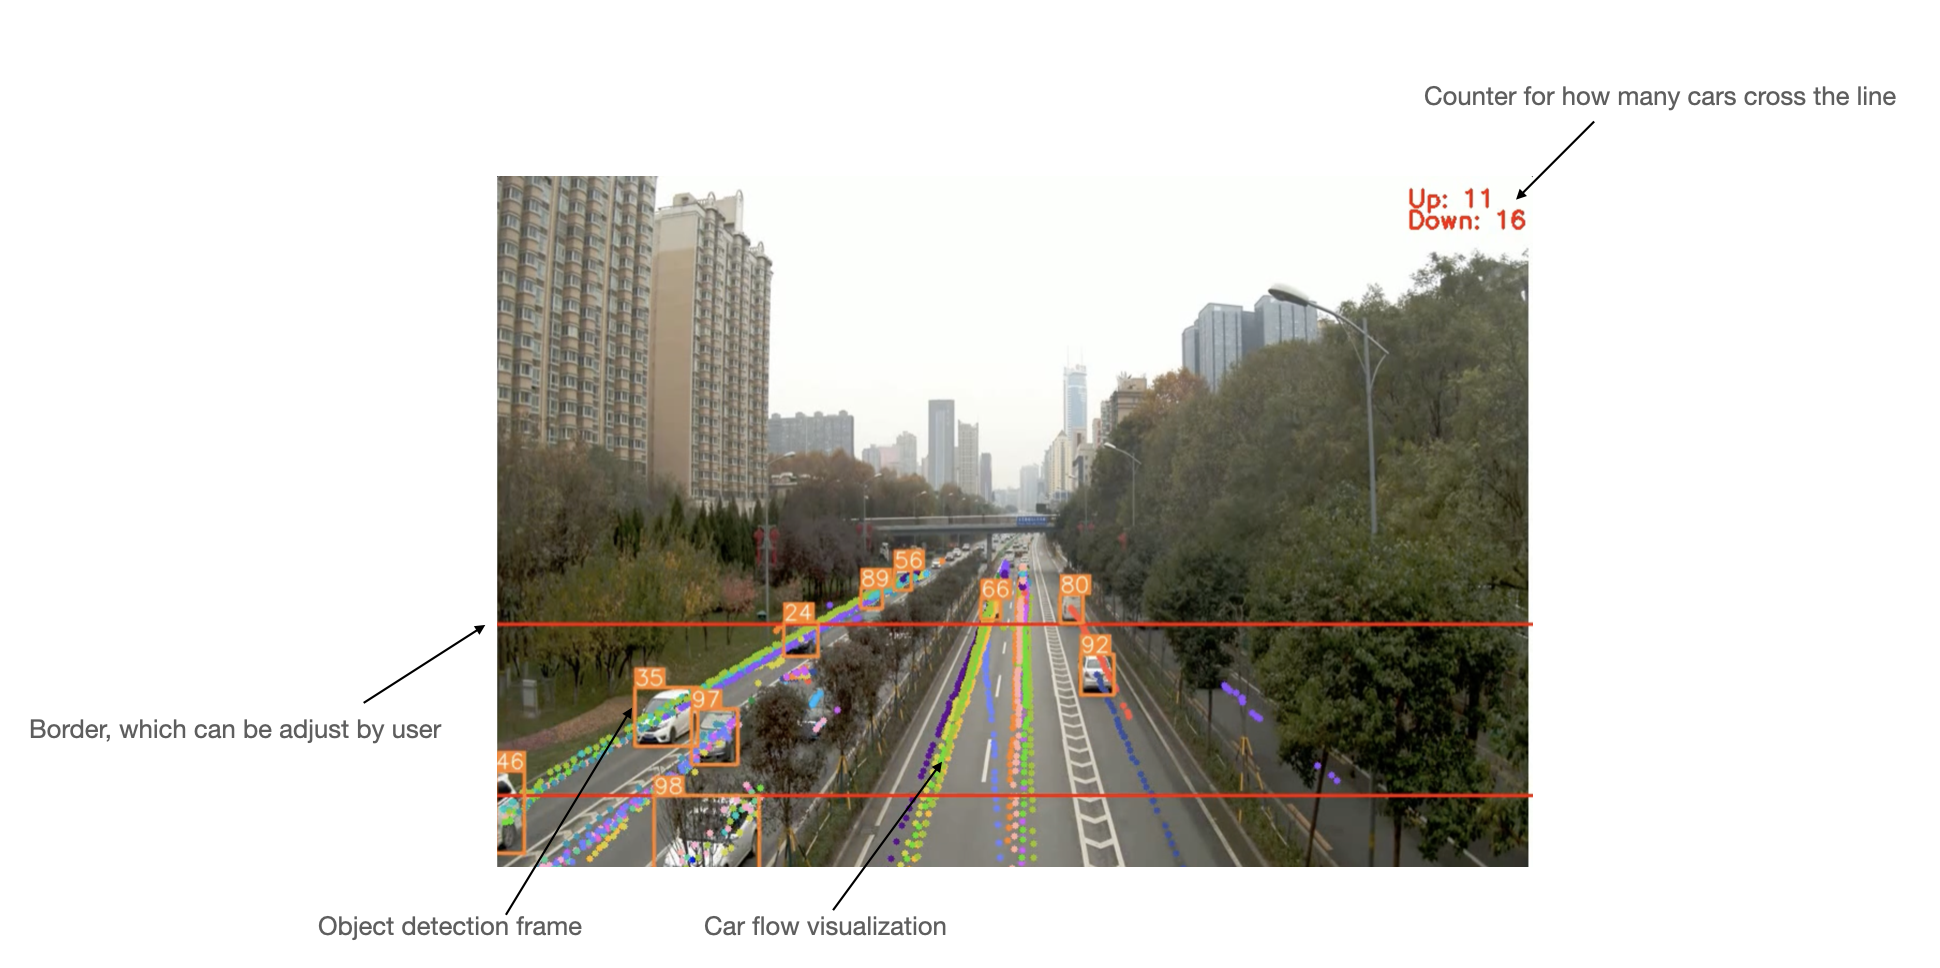 Counter for how many cars cross the line
Up: 11
Down: 16
56
89
80
66
24
92
35
97
Border, which can be adjust by user
46
98
Object detection frame
Car flow visualization